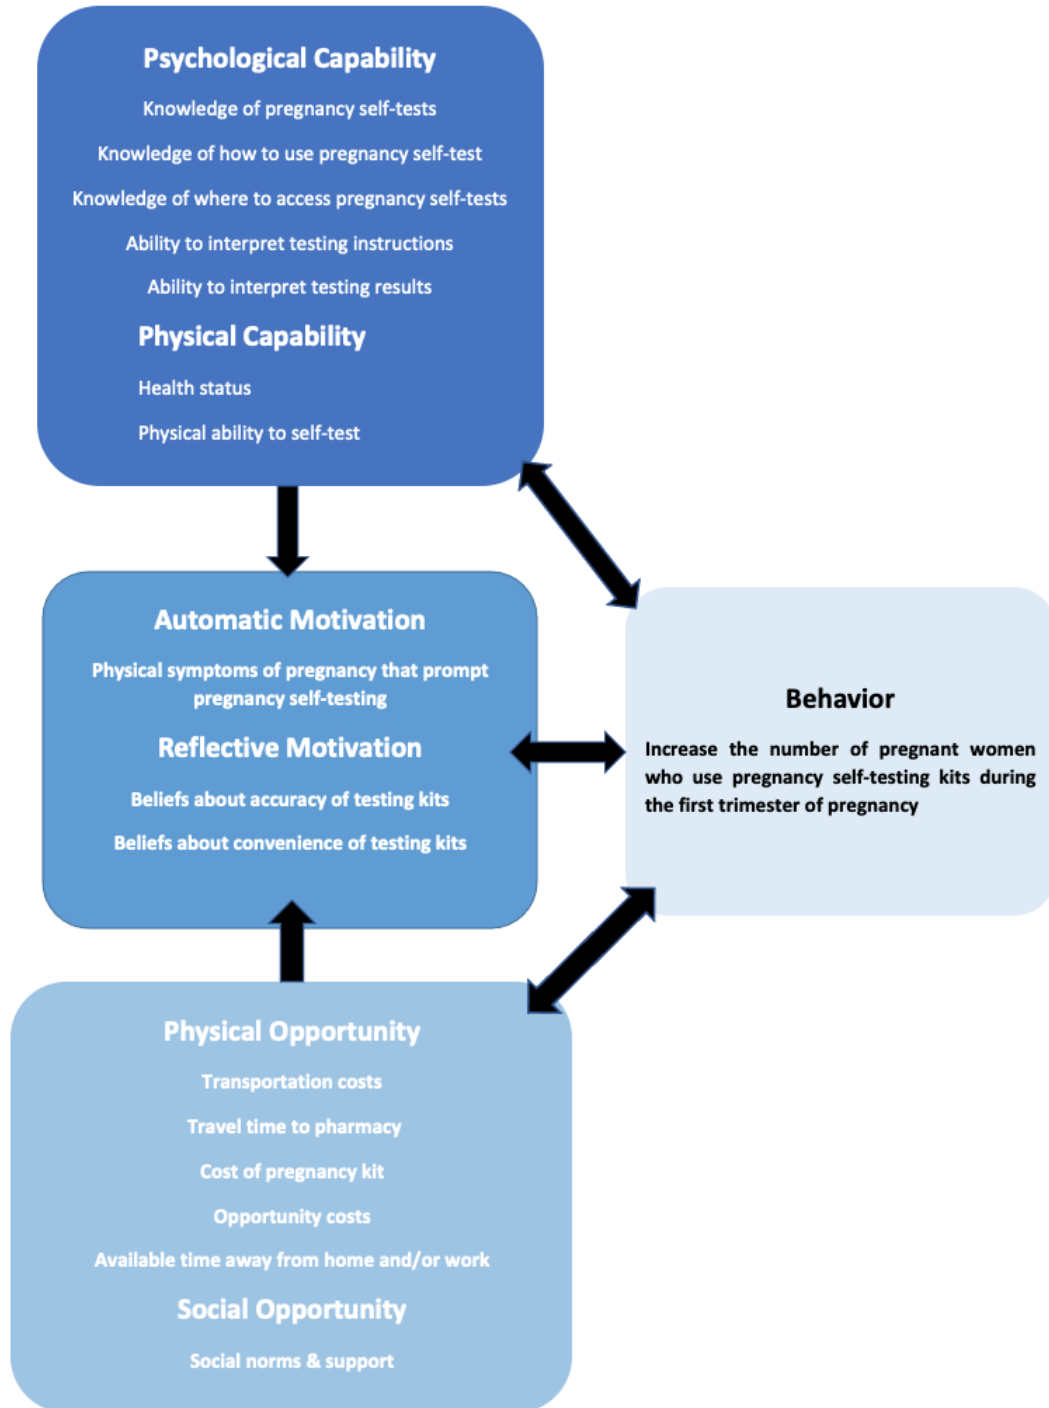 Psychological Capability
Knowledge of pregnancy self-tests
Knowledge of how to use pregnancy self-test
Knowledge of where to access pregnancy self-tests
Ability to interpret testing instructions
Ability to interpret testing results
Physical Capability
Health status
Physical ability to self-test
Automatic Motivation
Physical symptoms of pregnancy that prompt
pregnancy self-testing
Reflective Motivation
Beliefs about accuracy of testing kits
Beliefs about convenience of testing kits
Behavior
Increase the number of pregnant women
who use pregnancy self-testing kits during
the first trimester of pregnancy
Physical Opportunity
Transportation costs
Travel time to pharmacy
Cost of pregnancy kit
Opportunity costs
Available time away from home and/or work
Social Opportunity
Social norms & support